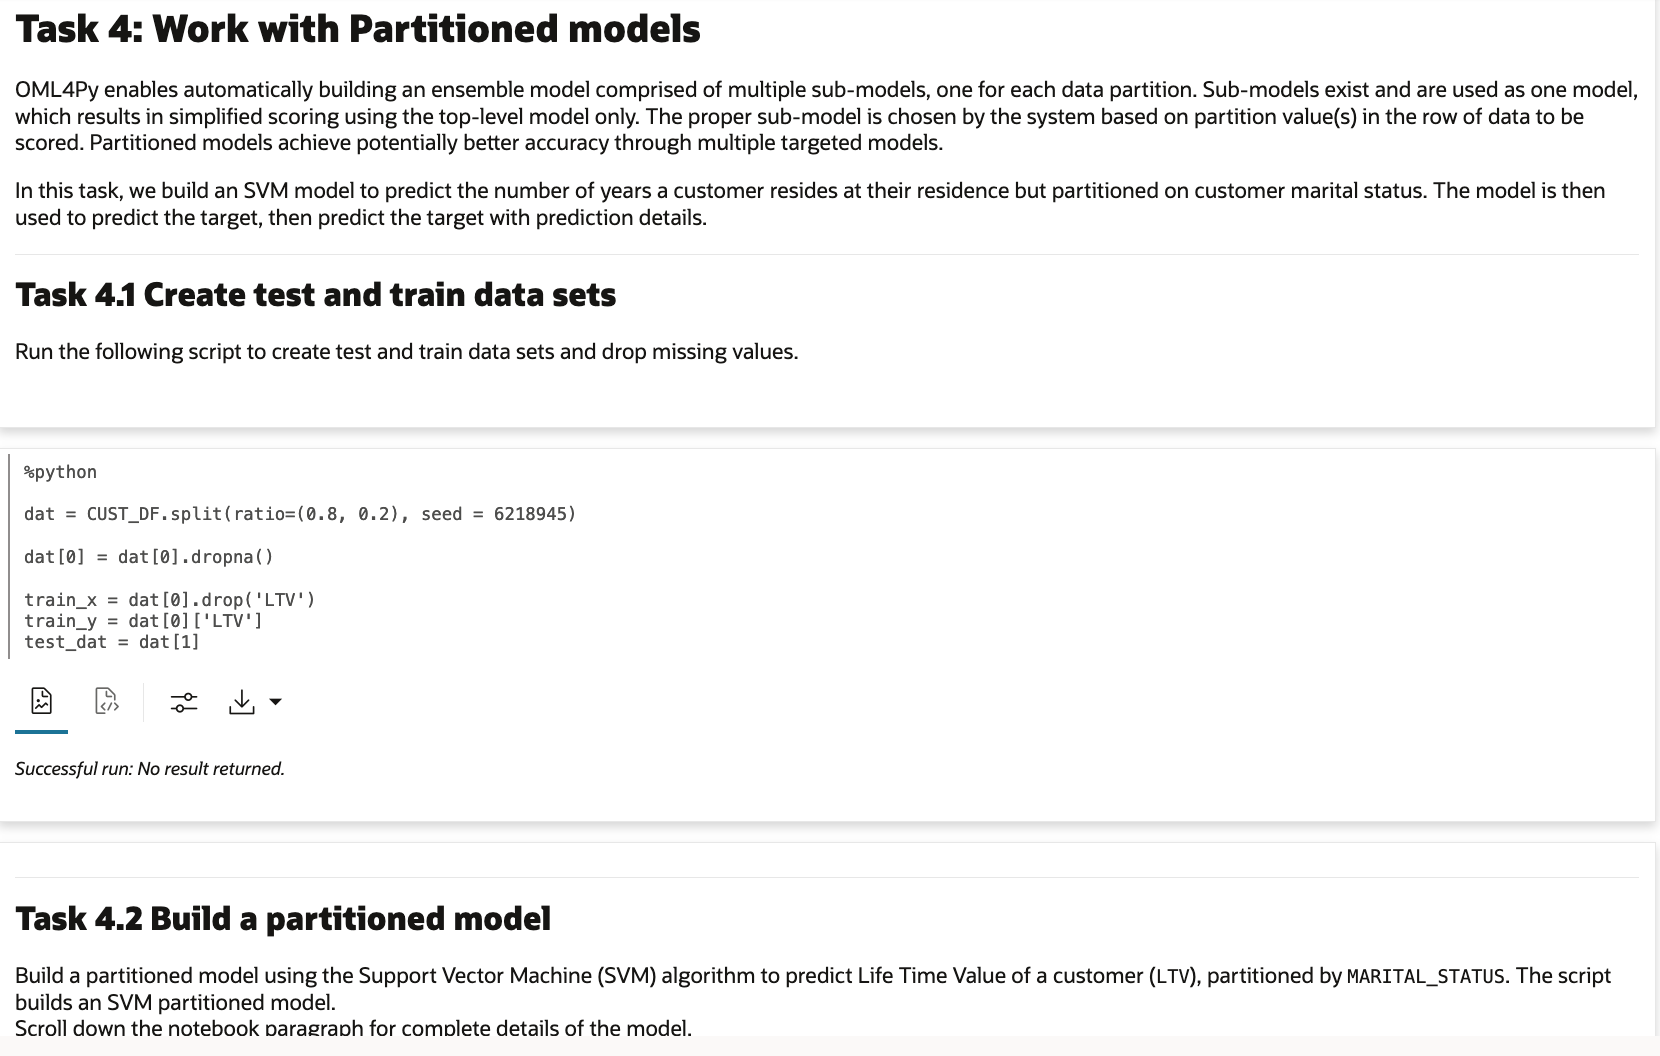 Task 4: Work with Partitioned models
OML4Py enables automatically building an ensemble model comprised of multiple sub-models, one for each data partition. Sub-models exist and are used as one model,
which results in simplified scoring using the top-level model only. The proper sub-model is chosen by the system based on partition value(s) in the row of data to be
scored. Partitioned models achieve potentially better accuracy through multiple targeted models.
In this task, we build an SVM model to predict the number of years a customer resides at their residence but partitioned on customer marital status. The model is then
used to predict the target, then predict the target with prediction details.
Task 4.1 Create test and train data sets
Run the following script to create test and train data sets and drop missing values.
%python
dat = CUST_DF.split(ratio=(0.8, 0.2), seed = 6218945)
dat[0] = dat[0].dropna()
train_x = dat[0].drop('LTV')
train_y = dat[0]['LTV']
test_dat = dat[1]
Successful run: No result returned.
Task 4.2 Build a partitioned model
Build a partitioned model using the Support Vector Machine (SVM) algorithm to predict Life Time Value of a customer (LTV), partitioned by MARITAL_STATUS. The script
builds an SVM partitioned model.
Scroll down the notebook paragraph for complete details of the model.